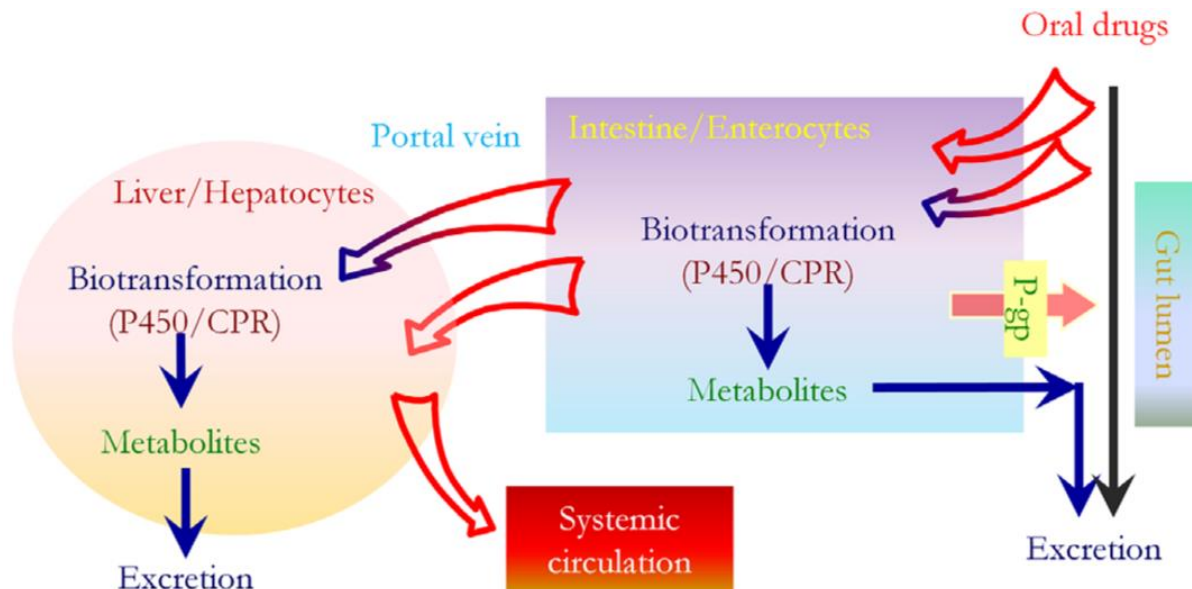 Oral drugs
Portal vein
Intestine/Enterocytes
Liver/Hepatocytes
Biotransformation
(P450/CPR)
Biotransformation
(P450/CPR)
P-gp
Gut lumen
Metabolites
Metabolites
Systemic
circulation
Excretion
Excretion